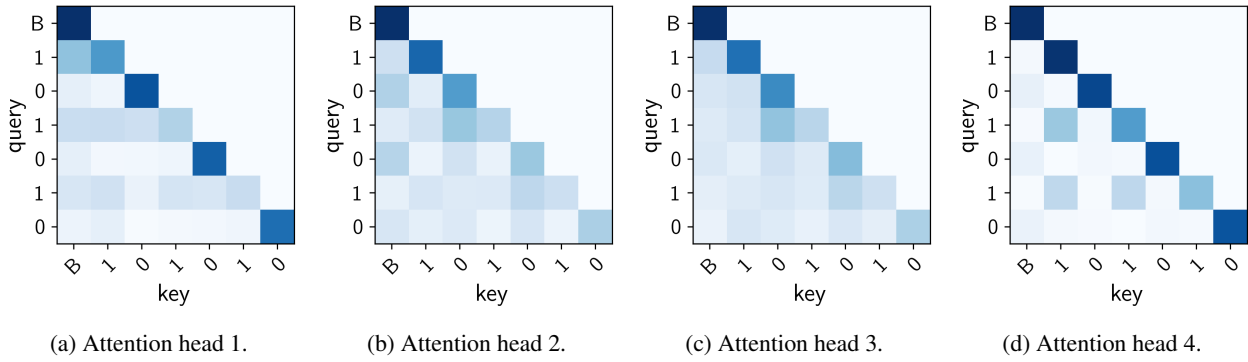 B
1
0
1
0
1
0
query
B 1 0 1 0 1 0
key
(a) Attention head 1.
B
1
0
1
0
1
0
query
B 1 0 1 0 1 0
key
(b) Attention head 2.
B
1
0
1
0
1
0
query
B 1 0 1 0 1 0
key
(c) Attention head 3.
B
1
0
1
0
1
0
query
B 1 0 1 0 1 0
key
(d) Attention head 4.